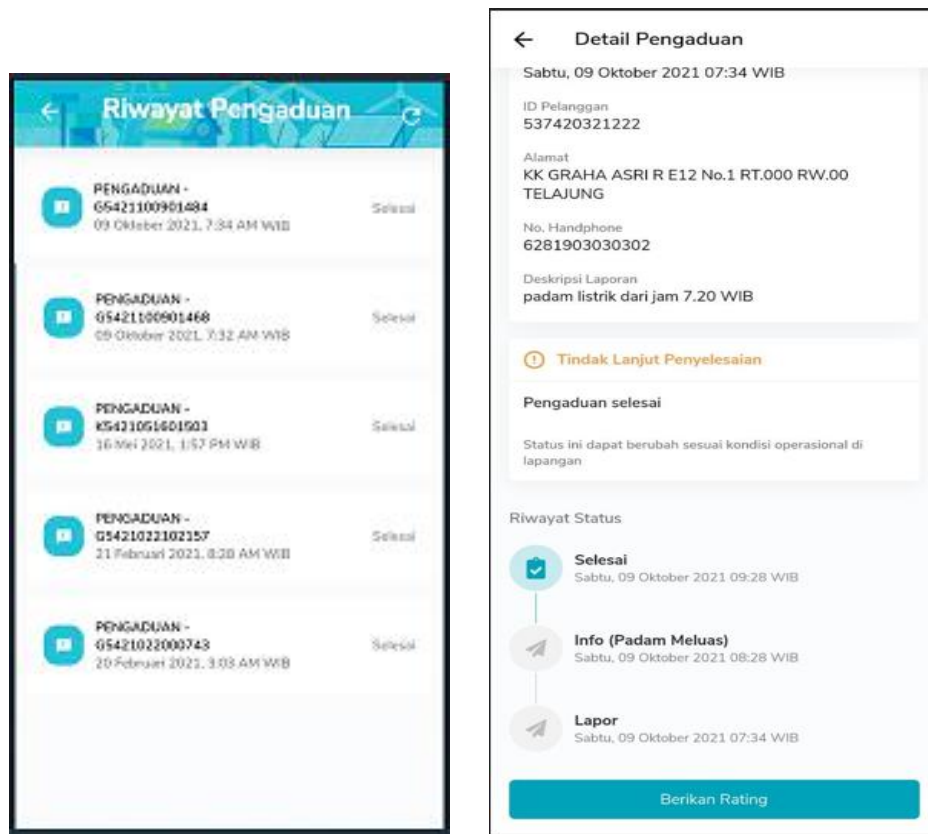 Riwayat Pengaduan
PENGADUAN -
G5421100901484
09 Oktober 2021, 7:34 AM WIB
Selesai
PENGADUAN -
G5421100901468
09 Oktober 2021, 7:32 AM WIB
Selesai
PENGADUAN -
K5421051601503
16 Mei 2021, 1:57 PM WIB
Selesai
PENGADUAN -
G5421022102157
21 Februari 2021, 8:28 AM WIB
Selesai
PENGADUAN -
G5421022000743
20 Februari 2021, 3:03 AM WIB
Selesai
Detail Pengaduan
Sabtu, 09 Oktober 2021 07:34 WIB
ID Pelanggan
537420321222
Alamat
KK GRAHA ASRI R E12 No.1 RT.000 RW.00
TELAJUNG
No. Handphone
6281903030302
Deskripsi Laporan
padam listrik dari jam 7.20 WIB
Tindak Lanjut Penyelesaian
Pengaduan selesai
Status ini dapat berubah sesuai kondisi operasional di
lapangan
Riwayat Status
Selesai
Sabtu, 09 Oktober 2021 09:28 WIB
Info (Padam Meluas)
Sabtu, 09 Oktober 2021 08:28 WIB
Lapor
Sabtu, 09 Oktober 2021 07:34 WIB
Berikan Rating